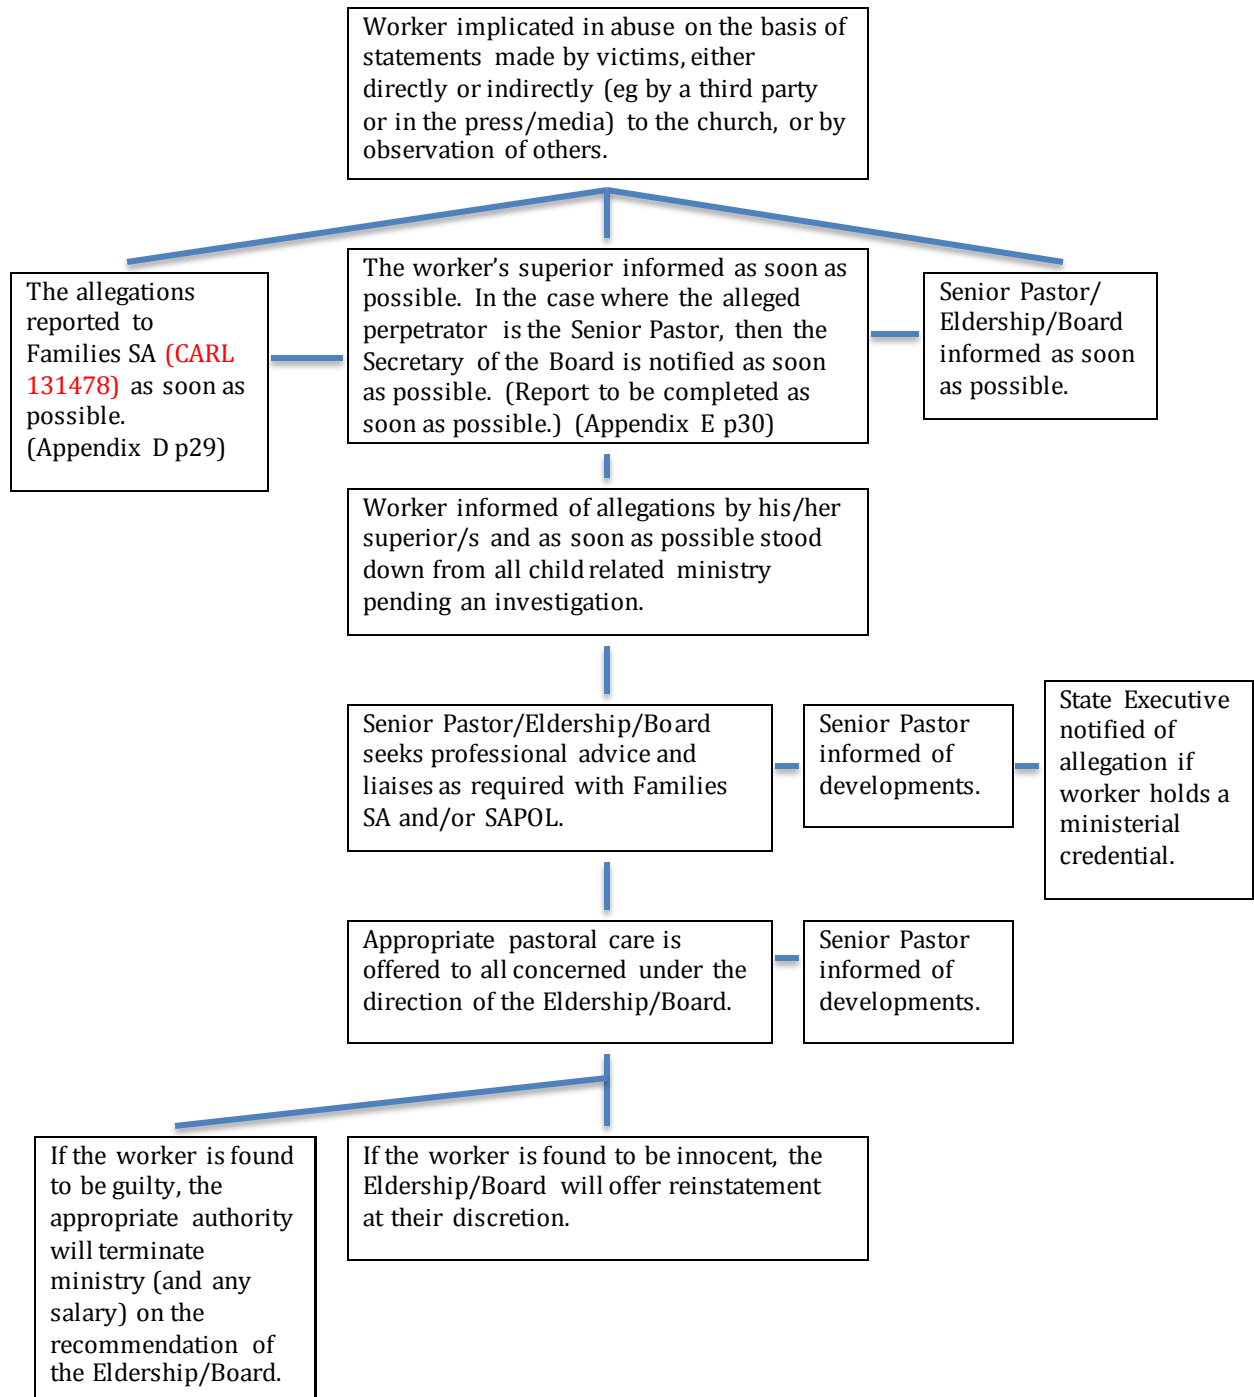 Worker implicated in abuse on the basis of
statements made by victims, either
directly or indirectly (eg by a third party
or in the press/media) to the church, or by
observation of others.
The allegations
reported to
Families SA (CARL
131478) as soon as
possible.
(Appendix D p29)
The worker’s superior informed as soon as
possible. In the case where the alleged
perpetrator is the Senior Pastor, then the
Secretary of the Board is notified as soon
as possible. (Report to be completed as
soon as possible.) (Appendix E p30)
Senior Pastor/
Eldership/Board
informed as soon
as possible.
Worker informed of allegations by his/her
superior/s and as soon as possible stood
down from all child related ministry
pending an investigation.
Senior Pastor/Eldership/Board
seeks professional advice and
liaises as required with Families
SA and/or SAPOL.
Senior Pastor
informed of
developments.
State Executive
notified of
allegation if
worker holds a
ministerial
credential.
Appropriate pastoral care is
offered to all concerned under the
direction of the Eldership/Board.
Senior Pastor
informed of
developments.
If the worker is found
to be guilty, the
appropriate authority
will terminate
ministry (and any
salary) on the
recommendation of
the Eldership/Board.
If the worker is found to be innocent, the
Eldership/Board will offer reinstatement
at their discretion.